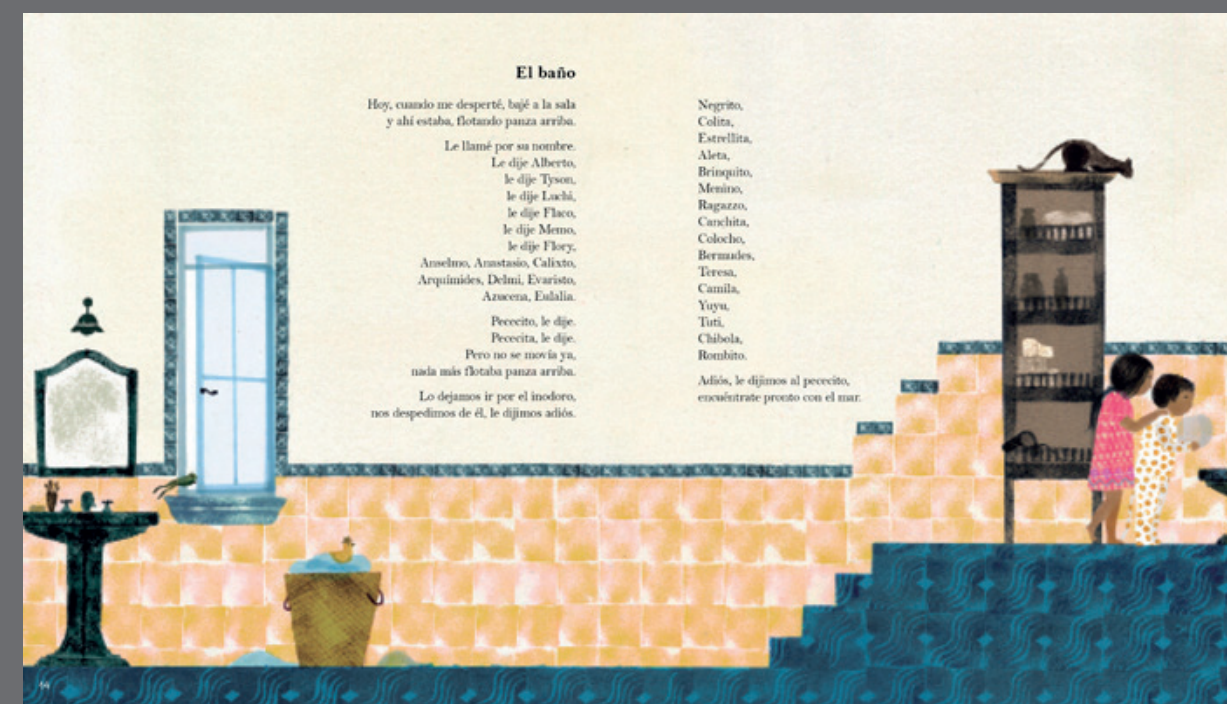 El baño
Hoy, cuando me desperté, bajé a la sala
y ahí estaba, flotando panza arriba.
Le llamé por su nombre.
Le dije Alberto,
le dije Tyson,
le dije Luchi,
le dije Flaco,
le dije Memo,
le dije Flory,
Anselmo, Anastasio, Calixto,
Arquímides, Delmi, Evaristo,
Azucena, Eulalia.
Pececito, le dije.
Pececita, le dije.
Pero no se movía ya,
nada más flotaba panza arriba.
Lo dejamos ir por el inodoro,
nos despedimos de él, le dijimos adiós.
Negrito,
Colita,
Estrellita,
Aleta,
Brinquito,
Menino,
Ragazzo,
Canchita,
Colocho,
Bermudes,
Teresa,
Camila,
Yuyu,
Tuti,
Chibola,
Rombito.
Adiós, le dijimos al pececito,
encuéntrate pronto con el mar.
14